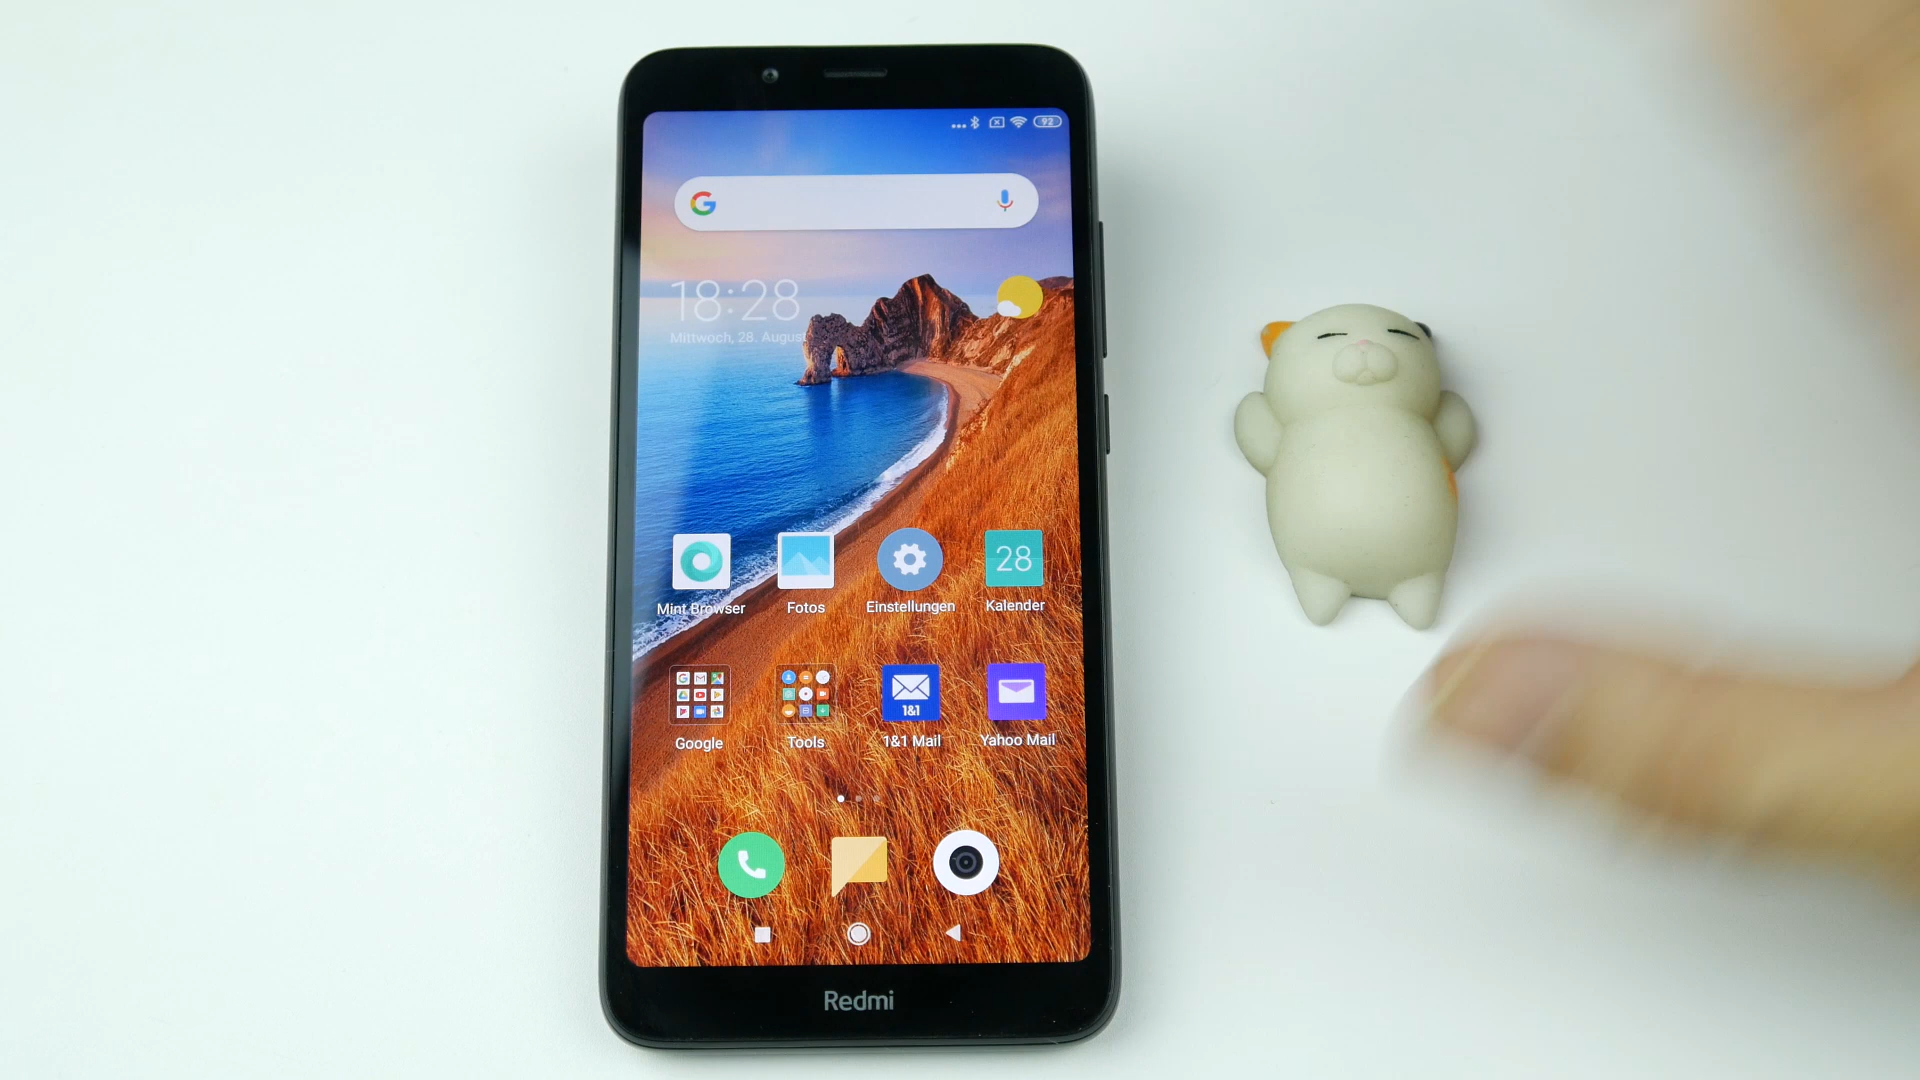 92
18:28
Mittwoch, 28. August
28
Mint Browser
Fotos
Einstellungen
Kalender
1&1
Google
Tools
1&1 Mail
Yahoo Mail
Redmi